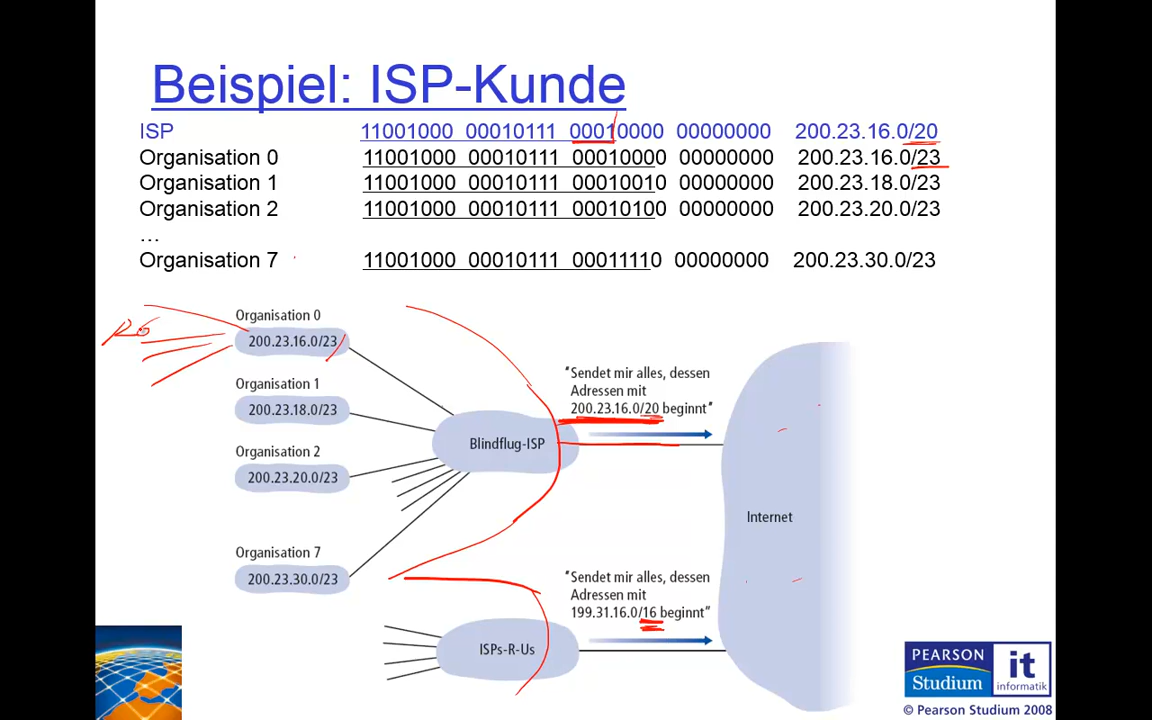 Beispiel: ISP-Kunde
ISP 11001000 00010111 00010000 00000000 200.23.16.0/20
Organisation 0 11001000 00010111 00010000 00000000 200.23.16.0/23
Organisation 1 11001000 00010111 00010010 00000000 200.23.18.0/23
Organisation 2 11001000 00010111 00010100 00000000 200.23.20.0/23
...
Organisation 7 11001000 00010111 00011110 00000000 200.23.30.0/23
Organisation 0
200.23.16.0/23
Organisation 1
200.23.18.0/23
Organisation 2
200.23.20.0/23
Organisation 7
200.23.30.0/23
Blindflug-ISP
"Sendet mir alles, dessen
Adressen mit
200.23.16.0/20 beginnt"
Internet
"Sendet mir alles, dessen
Adressen mit
199.31.16.0/16 beginnt"
ISPs-R-Us
PEARSON
Studium
it
informatik
© Pearson Studium 2008